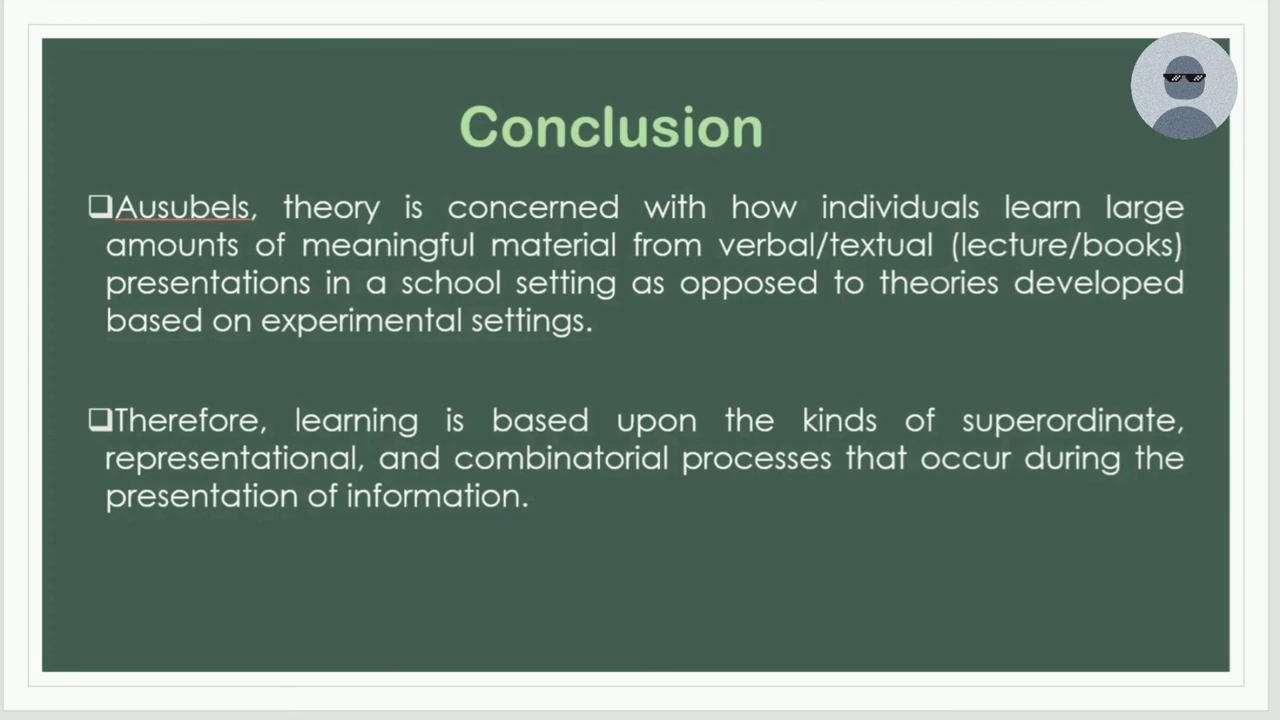 Conclusion
❑Ausubels, theory is concerned with how individuals learn large
amounts of meaningful material from verbal/textual (lecture/books)
presentations in a school setting as opposed to theories developed
based on experimental settings.
❑Therefore, learning is based upon the kinds of superordinate,
representational, and combinatorial processes that occur during the
presentation of information.